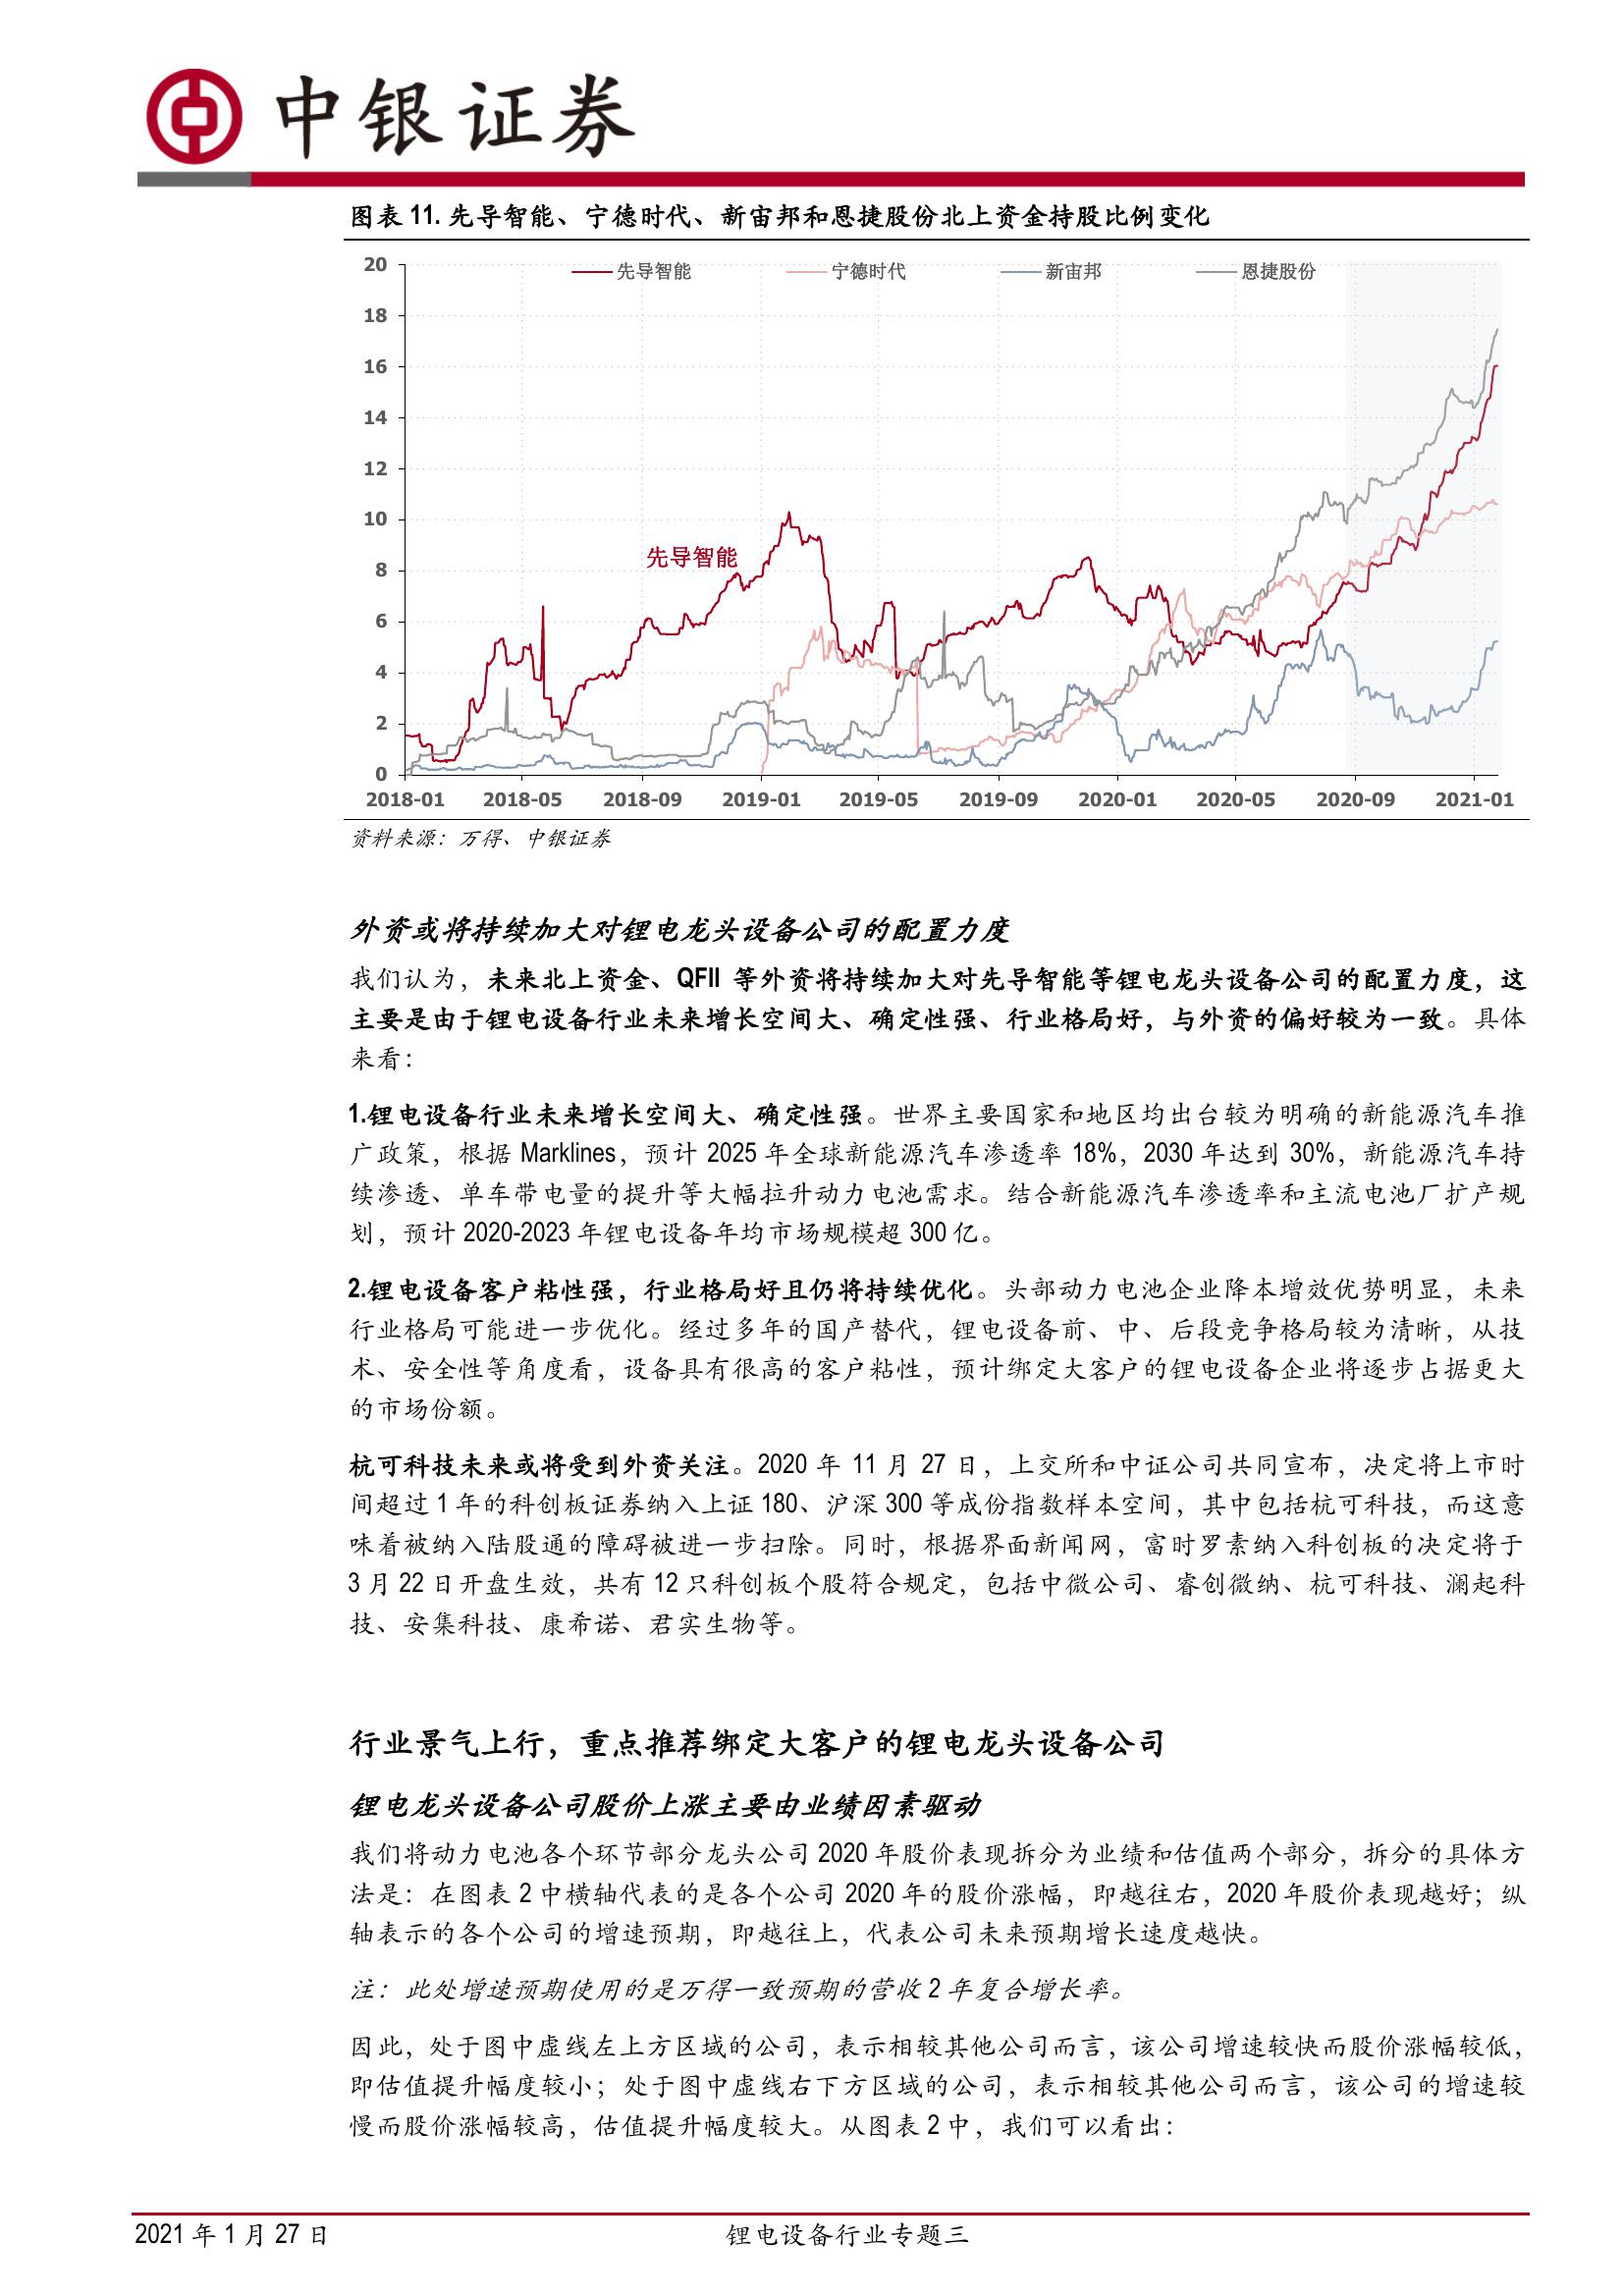 中银证券
图表 11. 先导智能、宁德时代、新宙邦和恩捷股份北上资金持股比例变化
先导智能 宁德时代 新宙邦 恩捷股份
20
18
16
14
12
10
8
6
4
2
0
先导智能
2018-01 2018-05 2018-09 2019-01 2019-05 2019-09 2020-01 2020-05 2020-09 2021-01
资料来源：万得、中银证券
外资或将持续加大对锂电龙头设备公司的配置力度
我们认为，未来北上资金、QFII 等外资将持续加大对先导智能等锂电龙头设备公司的配置力度，这
主要是由于锂电设备行业未来增长空间大、确定性强、行业格局好，与外资的偏好较为一致。具体
来看：
1.锂电设备行业未来增长空间大、确定性强。世界主要国家和地区均出台较为明确的新能源汽车推
广政策，根据 Marklines，预计 2025 年全球新能源汽车渗透率 18%，2030 年达到 30%，新能源汽车持
续渗透、单车带电量的提升等大幅拉升动力电池需求。结合新能源汽车渗透率和主流电池厂扩产规
划，预计 2020-2023 年锂电设备年均市场规模超 300 亿。
2.锂电设备客户粘性强，行业格局好且仍将持续优化。头部动力电池企业降本增效优势明显，未来
行业格局可能进一步优化。经过多年的国产替代，锂电设备前、中、后段竞争格局较为清晰，从技
术、安全性等角度看，设备具有很高的客户粘性，预计绑定大客户的锂电设备企业将逐步占据更大
的市场份额。
杭可科技未来或将受到外资关注。2020 年 11 月 27 日，上交所和中证公司共同宣布，决定将上市时
间超过 1 年的科创板证券纳入上证 180、沪深 300 等成份指数样本空间，其中包括杭可科技，而这意
味着被纳入陆股通的障碍被进一步扫除。同时，根据界面新闻网，富时罗素纳入科创板的决定将于
3 月 22 日开盘生效，共有 12 只科创板个股符合规定，包括中微公司、睿创微纳、杭可科技、澜起科
技、安集科技、康希诺、君实生物等。
行业景气上行，重点推荐绑定大客户的锂电龙头设备公司
锂电龙头设备公司股价上涨主要由业绩因素驱动
我们将动力电池各个环节部分龙头公司 2020 年股价表现拆分为业绩和估值两个部分，拆分的具体方
法是：在图表 2 中横轴代表的是各个公司 2020 年的股价涨幅，即越往右，2020 年股价表现越好；纵
轴表示的各个公司的增速预期，即越往上，代表公司未来预期增长速度越快。
注：此处增速预期使用的是万得一致预期的营收 2 年复合增长率。
因此，处于图中虚线左上方区域的公司，表示相较其他公司而言，该公司增速较快而股价涨幅较低，
即估值提升幅度较小；处于图中虚线右下方区域的公司，表示相较其他公司而言，该公司的增速较
慢而股价涨幅较高，估值提升幅度较大。从图表 2 中，我们可以看出：
2021 年 1 月 27 日 锂电设备行业专题三